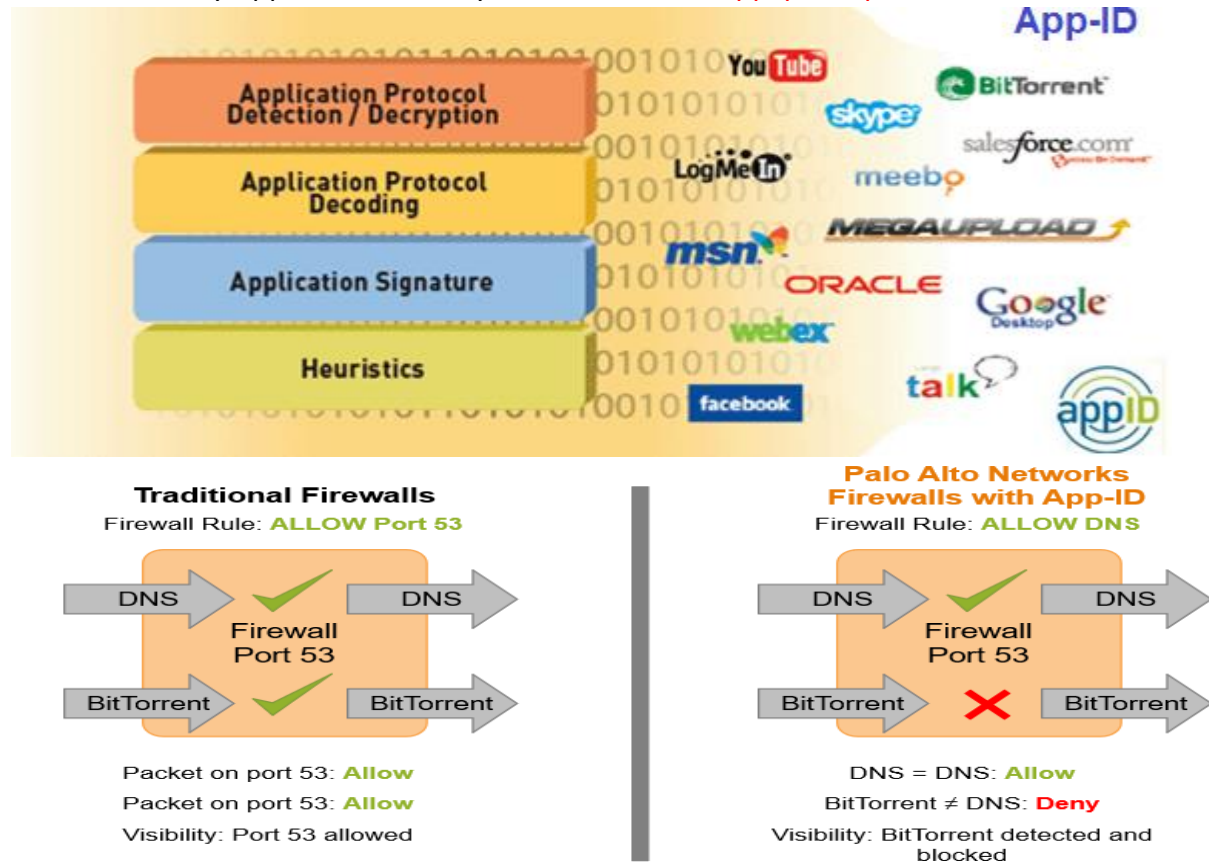 App-ID
Application Protocol
Detection / Decryption
Application Protocol
Decoding
Application Signature
Heuristics
YouTube
BitTorrent
skype
salesforce.com
LogMeIn
meebo
MEGAUPLOAD
msn
ORACLE
Google
Desktop
webex
talk
facebook
appID
Traditional Firewalls
Firewall Rule: ALLOW Port 53
DNS
DNS
Firewall
Port 53
BitTorrent
BitTorrent
Packet on port 53: Allow
Packet on port 53: Allow
Visibility: Port 53 allowed
Palo Alto Networks
Firewalls with App-ID
Firewall Rule: ALLOW DNS
DNS
DNS
Firewall
Port 53
BitTorrent
BitTorrent
DNS = DNS: Allow
BitTorrent ≠ DNS: Deny
Visibility: BitTorrent detected and
blocked